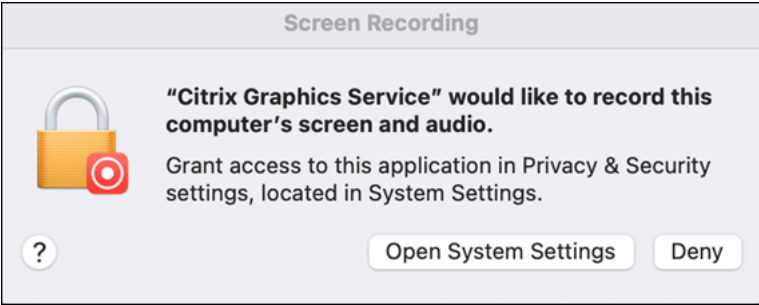 Screen Recording
“Citrix Graphics Service” would like to record this
computer’s screen and audio.
Grant access to this application in Privacy & Security
settings, located in System Settings.
?
Open System Settings
Deny